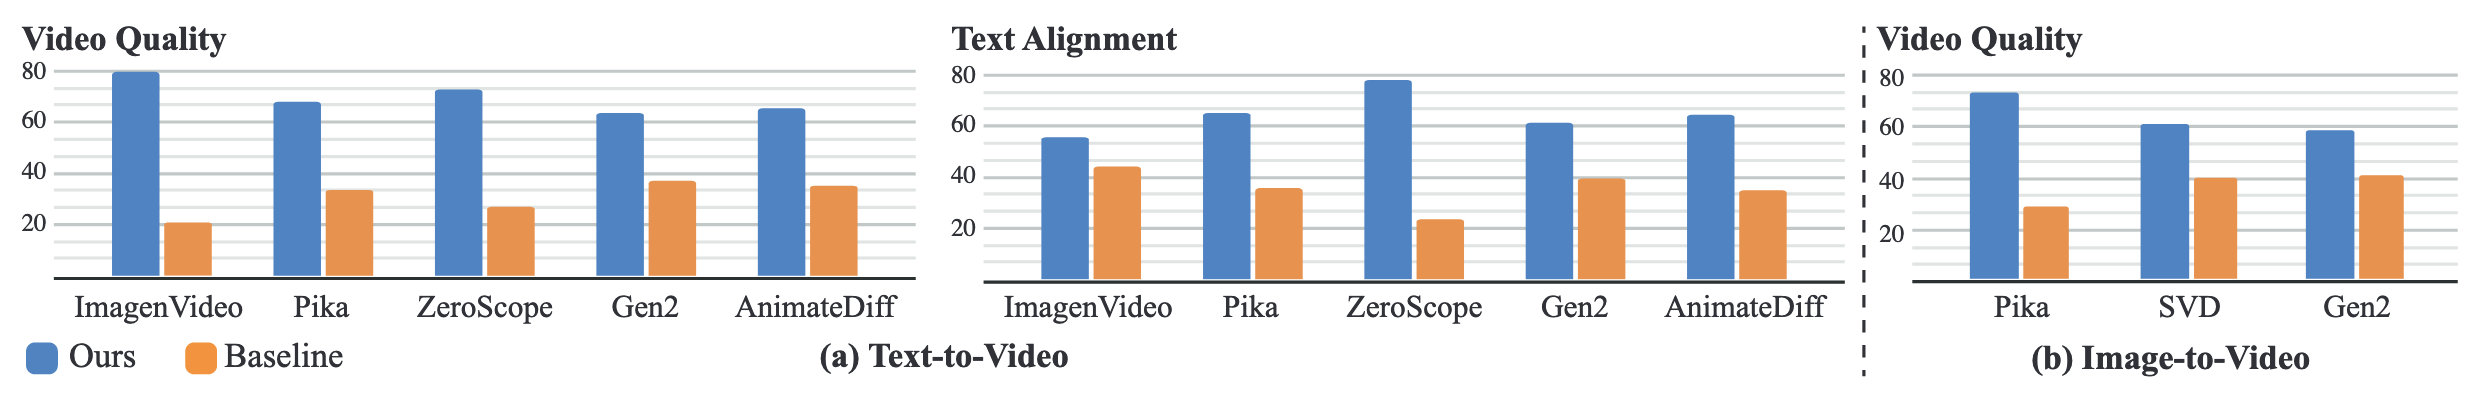 Video Quality
80
60
40
20
ImagenVideo Pika ZeroScope Gen2 AnimateDiff
Text Alignment
80
60
40
20
ImagenVideo Pika ZeroScope Gen2 AnimateDiff
Ours Baseline
(a) Text-to-Video
Video Quality
80
60
40
20
Pika SVD Gen2
(b) Image-to-Video